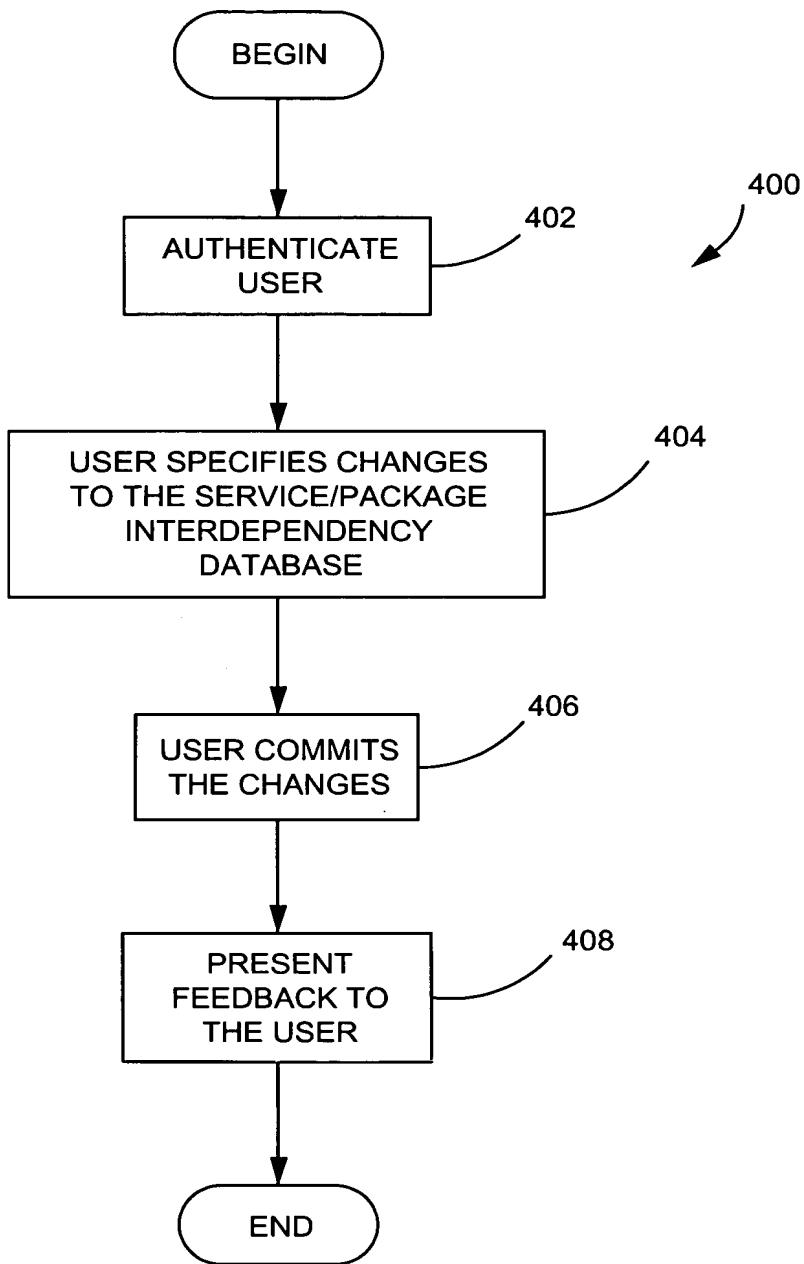 BEGIN
400
402
AUTHENTICATE
USER
404
USER SPECIFIES CHANGES
TO THE SERVICE/PACKAGE
INTERDEPENDENCY
DATABASE
406
USER COMMITS
THE CHANGES
408
PRESENT
FEEDBACK TO
THE USER
END